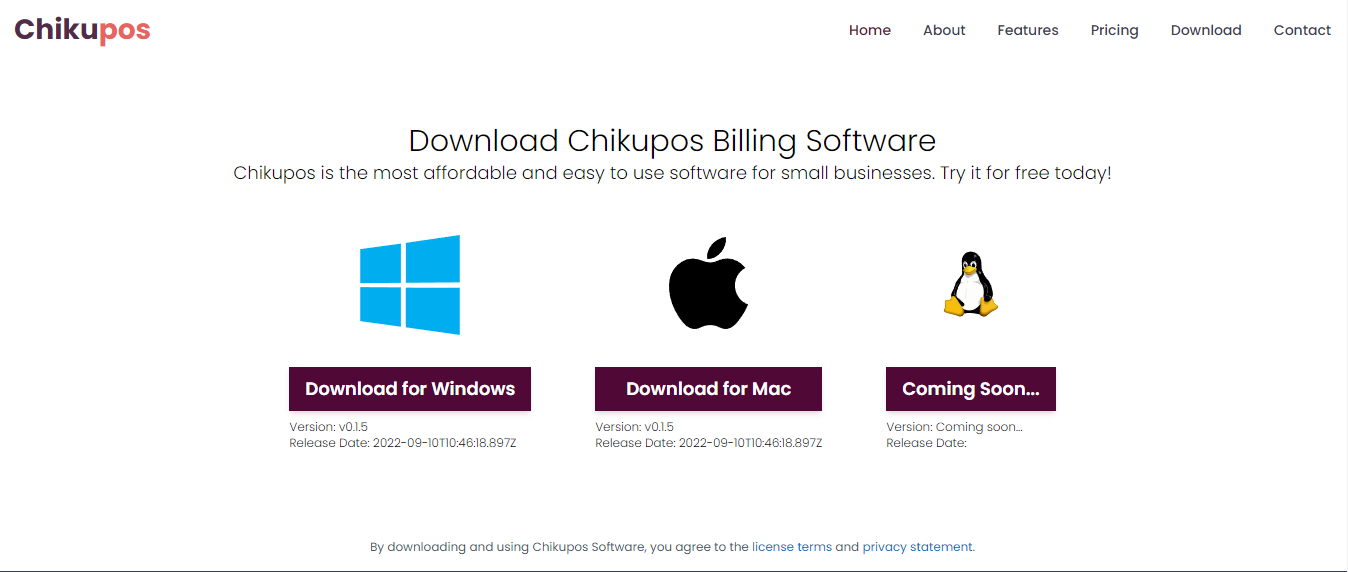 Chikupos
Home About Features Pricing Download Contact
Download Chikupos Billing Software
Chikupos is the most affordable and easy to use software for small businesses. Try it for free today!
Download for Windows
Version: v0.1.5
Release Date: 2022-09-10T10:46:18.897Z
Download for Mac
Version: v0.1.5
Release Date: 2022-09-10T10:46:18.897Z
Coming Soon...
Version: Coming soon...
Release Date:
By downloading and using Chikupos Software, you agree to the license terms and privacy statement.